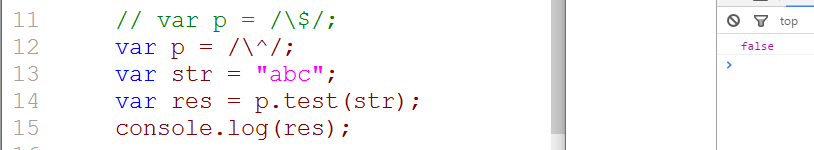 11 // var p = /\$/;
12 var p = /\^/;
13 var str = "abc";
14 var res = p.test(str);
15 console.log(res);
top
false
›